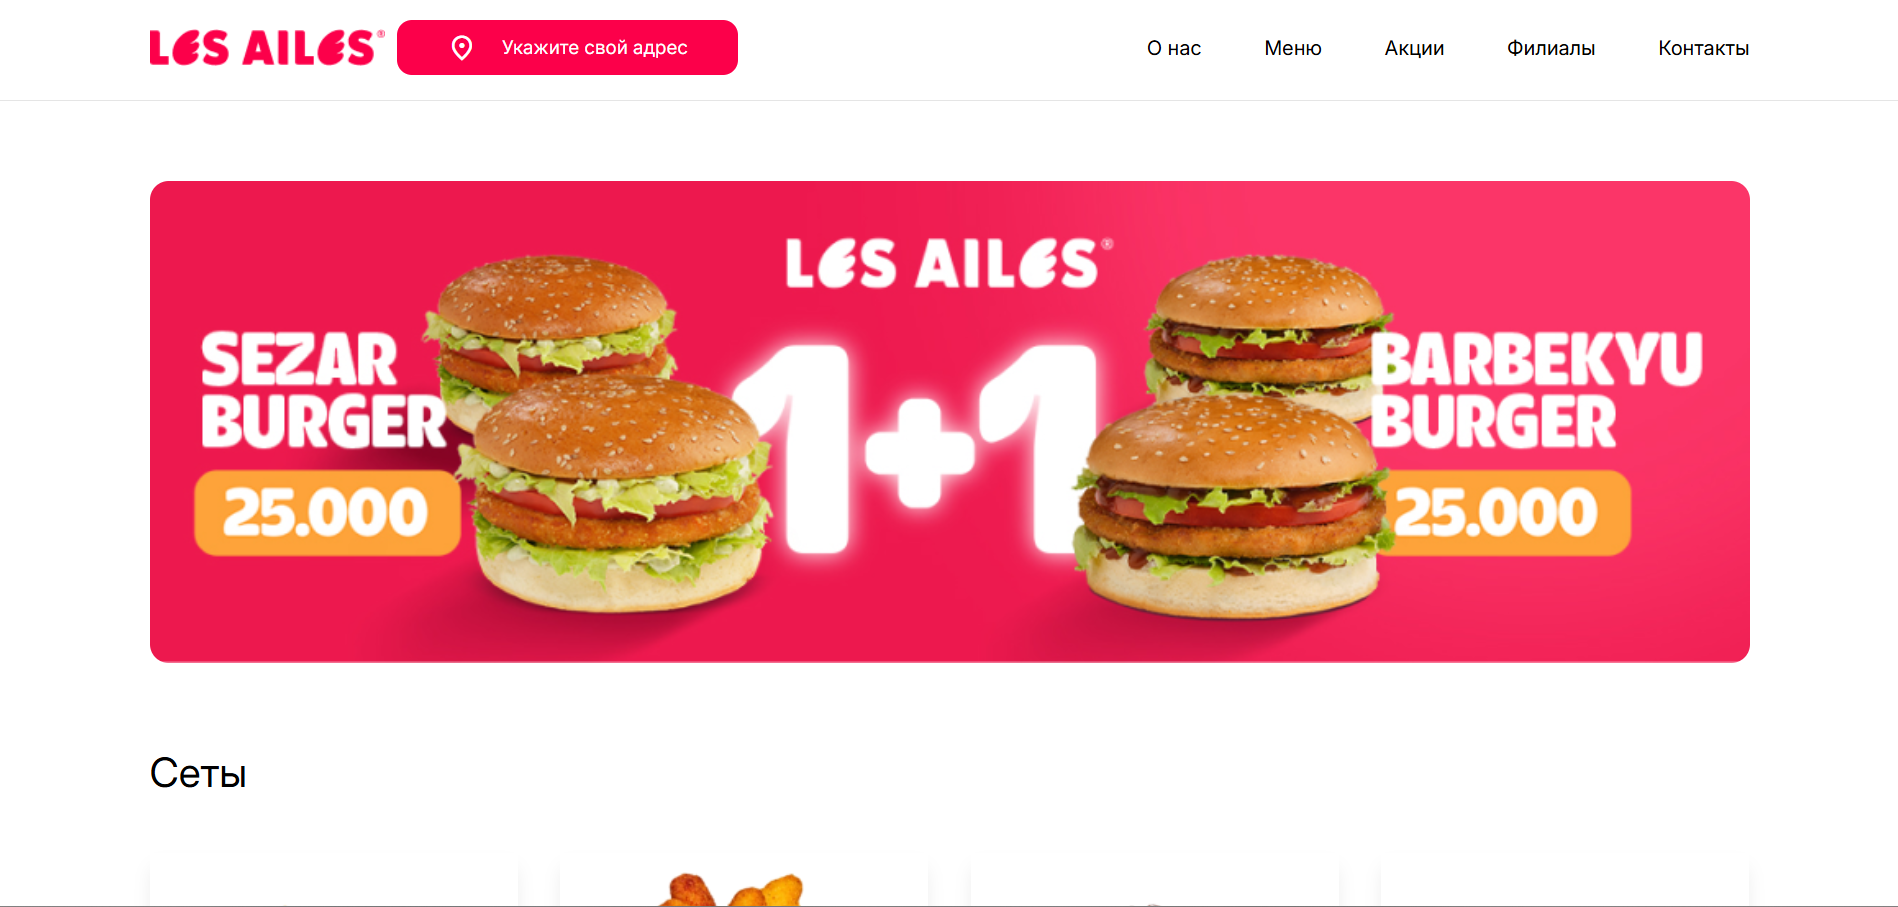 LES AILES®
Укажите свой адрес
О нас
Меню
Акции
Филиалы
Контакты
LES AILES®
SEZAR
BURGER
25.000
1+1
BARBEKYU
BURGER
25.000
Сеты